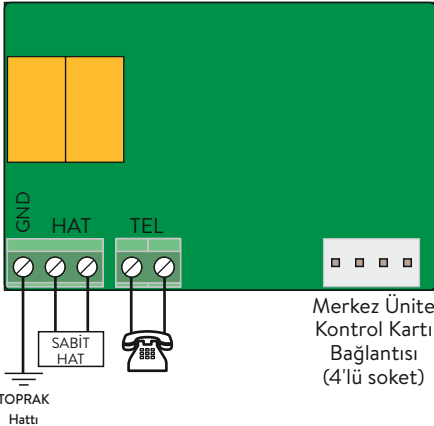 GND
HAT
TEL
SABİT
HAT
TOPRAK
Hattı
Merkez Ünite
Kontrol Kartı
Bağlantısı
(4'lü soket)